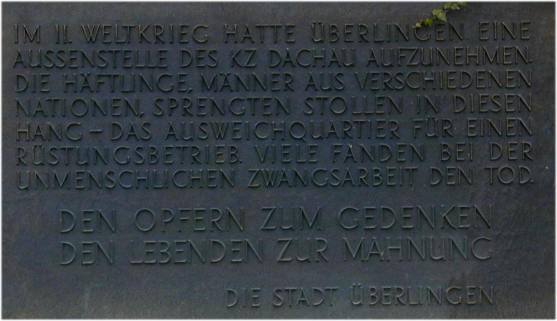 IM II. WELTKRIEG HATTE ÜBERLINGEN EINE
AUSSENSTELLE DES KZ DACHAU AUFZUNEHMEN.
DIE HÄFTLINGE, MÄNNER AUS VERSCHIEDENEN
NATIONEN, SPRENGTEN STOLLEN IN DIESEN
HANG – DAS AUSWEICHQUARTIER FÜR EINEN
RÜSTUNGSBETRIEB. VIELE FANDEN BEI DER
UNMENSCHLICHEN ZWANGSARBEIT DEN TOD.
DEN OPFERN ZUM GEDENKEN
DEN LEBENDEN ZUR MAHNUNG
DIE STADT ÜBERLINGEN